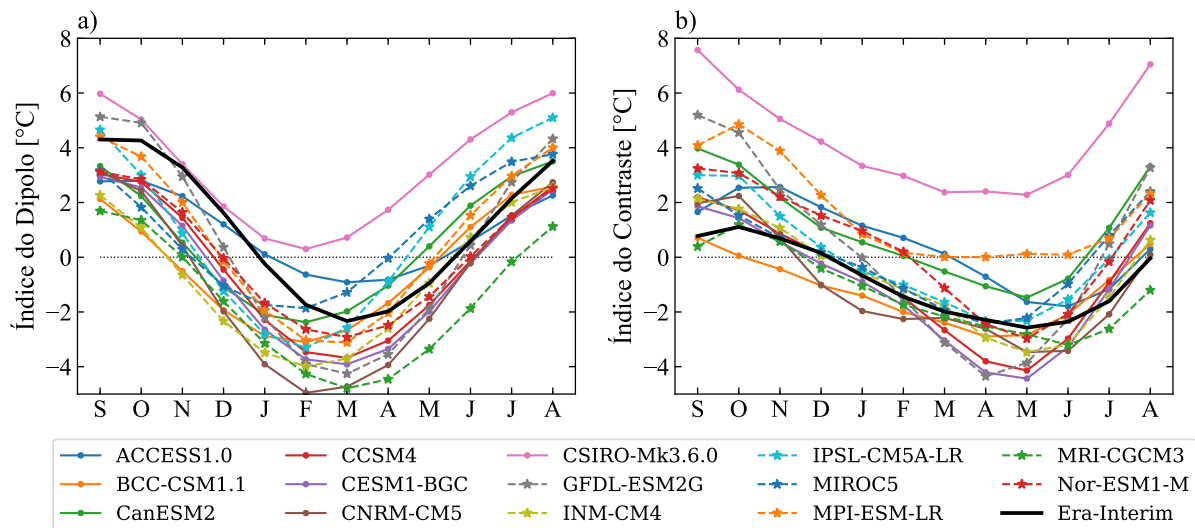 a)
b)
Índice do Dipolo [°C]
8
6
4
2
0
−2
−4
S O N D J F M A M J J A
Índice do Contraste [°C]
8
6
4
2
0
−2
−4
S O N D J F M A M J J A
ACCESS1.0 CCSM4 CSIRO-Mk3.6.0 IPSL-CM5A-LR MRI-CGCM3
BCC-CSM1.1 CESM1-BGC GFDL-ESM2G MIROC5 Nor-ESM1-M
CanESM2 CNRM-CM5 INM-CM4 MPI-ESM-LR Era-Interim